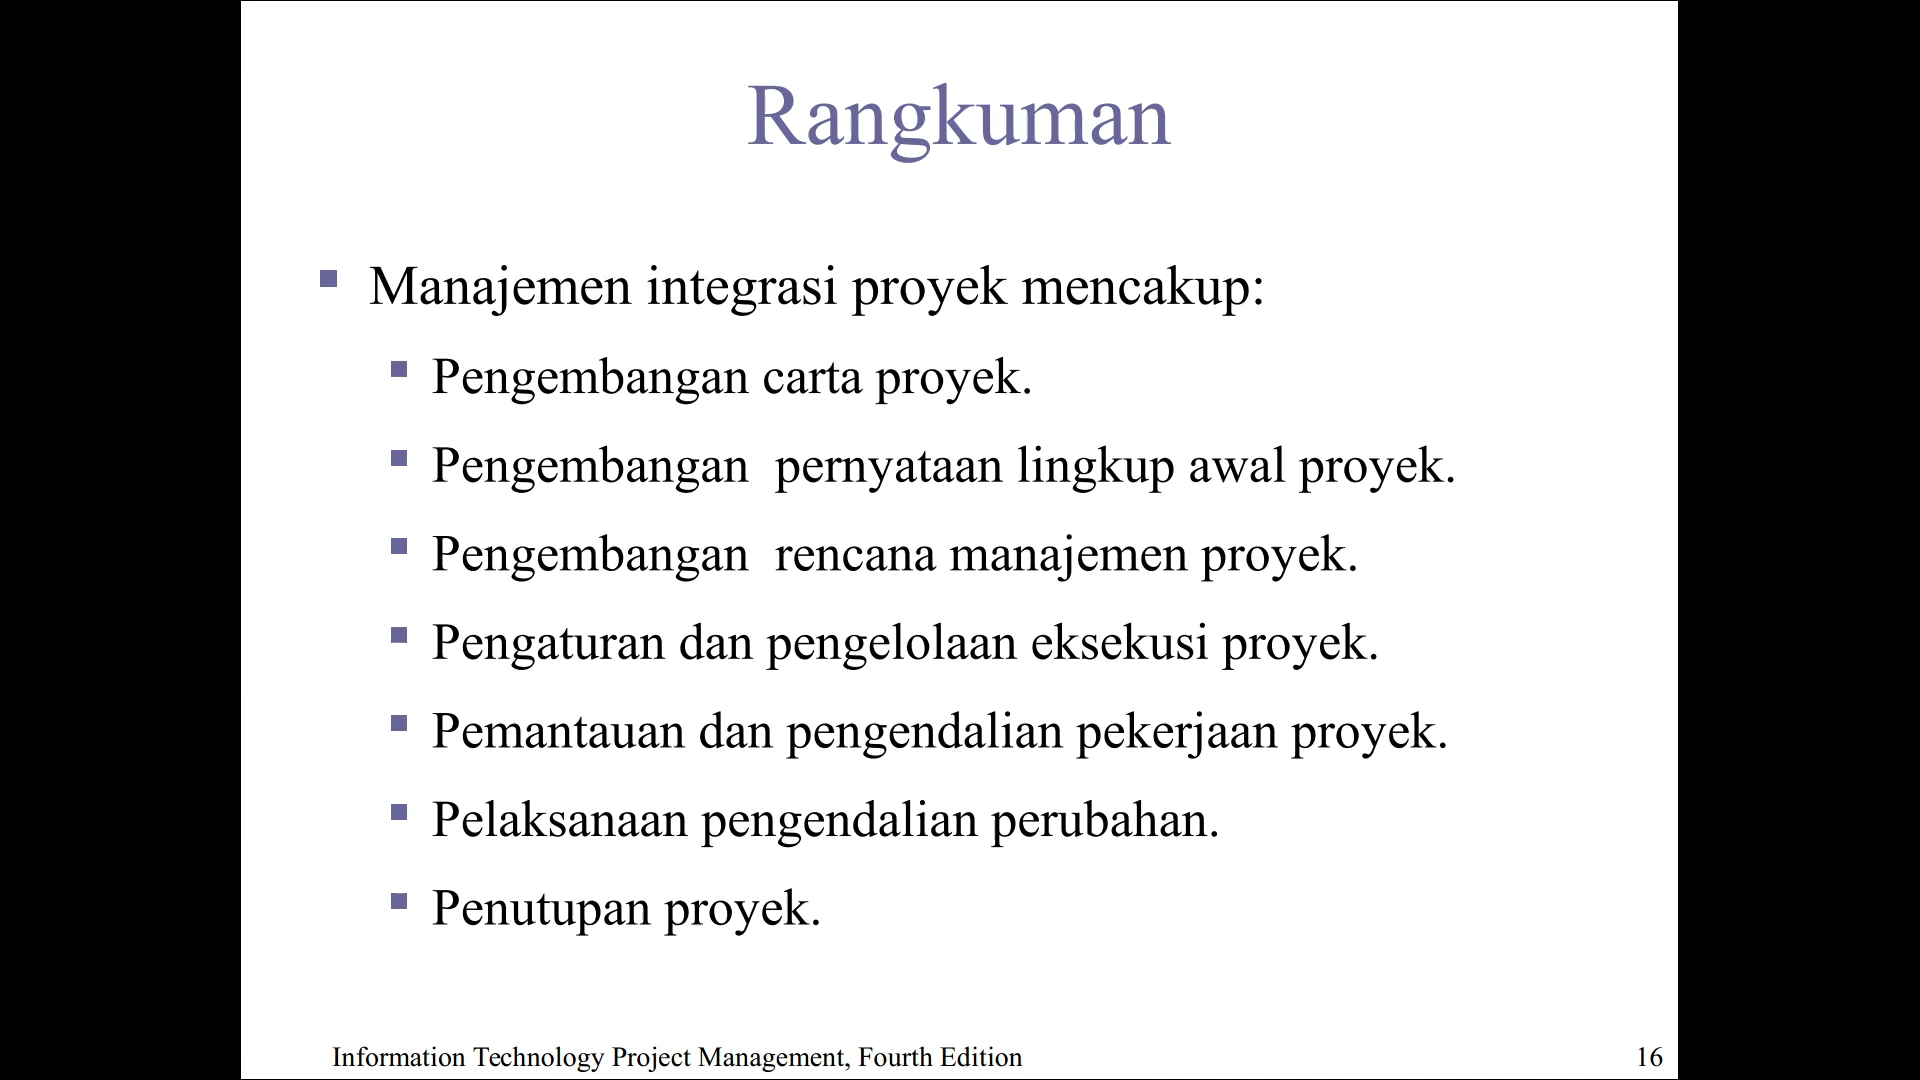 Rangkuman
Manajemen integrasi proyek mencakup:
Pengembangan carta proyek.
Pengembangan  pernyataan lingkup awal proyek.
Pengembangan  rencana manajemen proyek.
Pengaturan dan pengelolaan eksekusi proyek.
Pemantauan dan pengendalian pekerjaan proyek.
Pelaksanaan pengendalian perubahan.
Penutupan proyek.
Information Technology Project Management, Fourth Edition
16